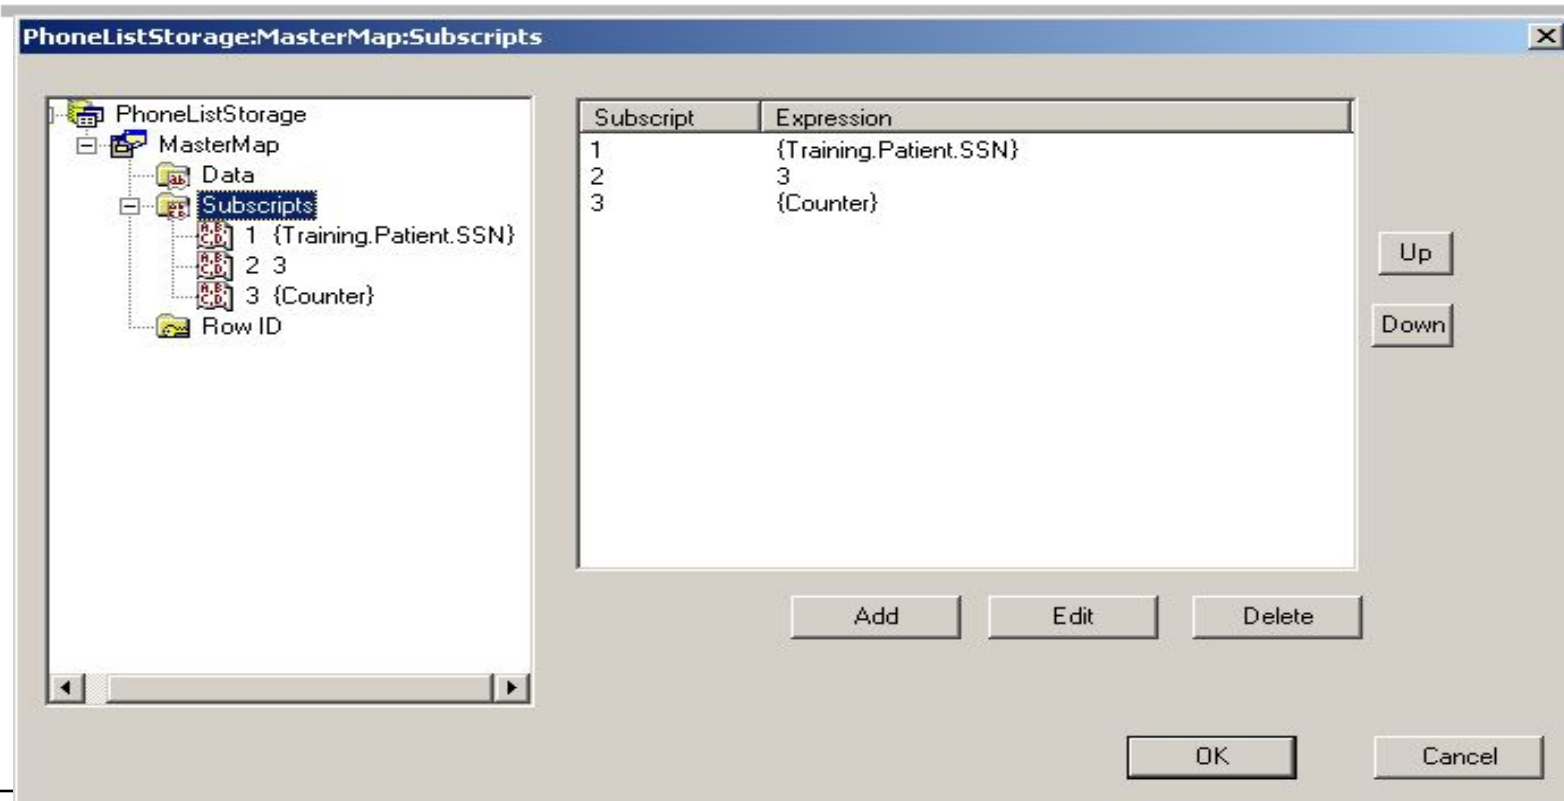 PhoneListStorage:MasterMap:Subscripts
PhoneListStorage
MasterMap
Data
Subscripts
1 {Training.Patient.SSN}
2 3
3 {Counter}
Row ID
Subscript Expression
1 {Training.Patient.SSN}
2 3
3 {Counter}
Up
Down
Add Edit Delete
OK Cancel